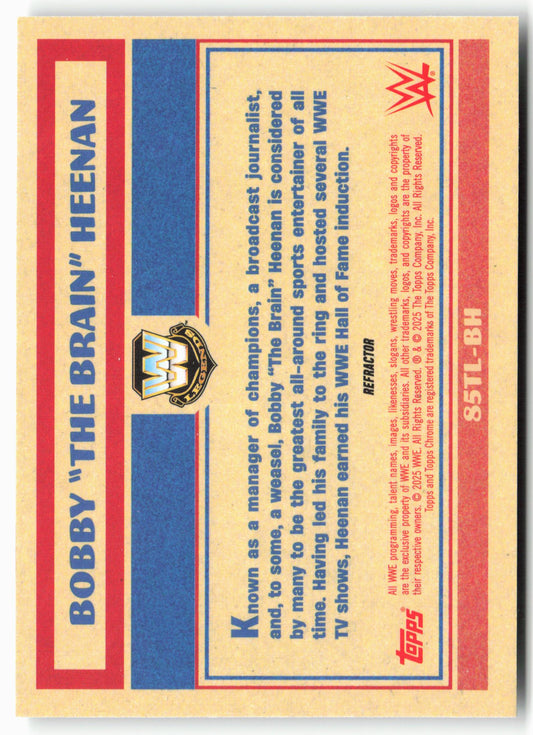 BOBBY "THE BRAIN" HEENAN
WW
LEGENDS
Known as a manager of champions, a broadcast journalist,
and, to some, a weasel, Bobby "The Brain" Heenan is considered
by many to be the greatest all-around sports entertainer of all
time. Having led his family to the ring and hosted several WWE
TV shows, Heenan earned his WWE Hall of Fame induction.
REFRACTOR
topps
All WWE programming, talent names, images, likenesses, slogans, wrestling moves, trademarks, logos and copyrights
are the exclusive property of WWE and its subsidiaries. All other trademarks, logos, and copyrights are the property of
their respective owners. © 2025 WWE. All Rights Reserved. ® & © 2025 The Topps Company, Inc. All Rights Reserved.
Topps and Topps Chrome are registered trademarks of The Topps Company, Inc.
W
85TL-BH